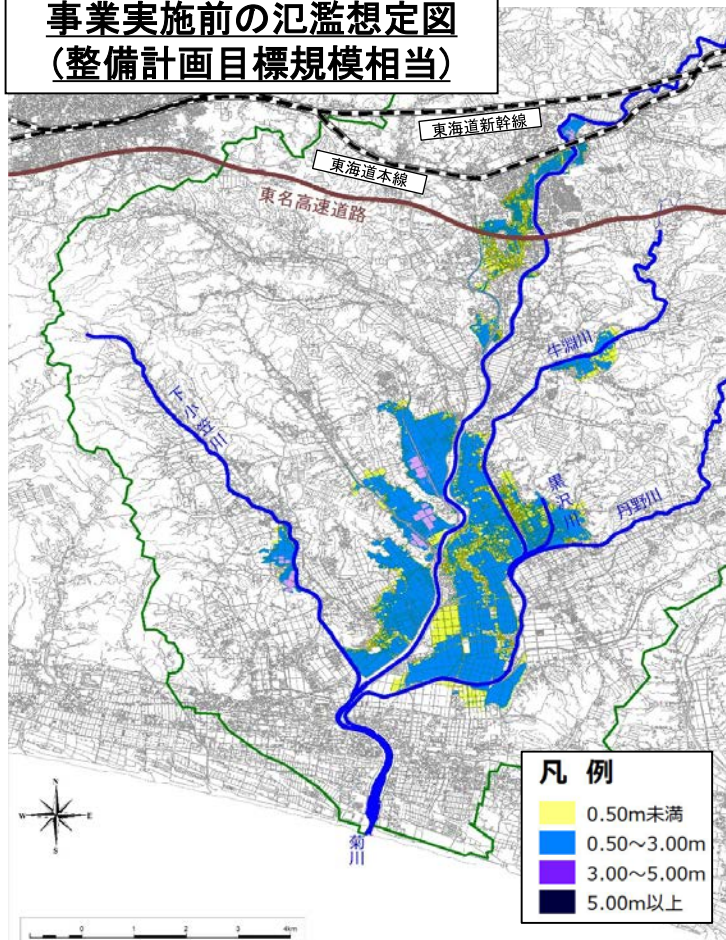 事業実施前の氾濫想定図
(整備計画目標規模相当)
東海道新幹線
東海道本線
東名高速道路
牛淵川
下小笠川
黒沢川
丹野川
菊川
N
W
E
S
凡 例
0.50m未満
0.50～3.00m
3.00～5.00m
5.00m以上
0 1 2 3 4km